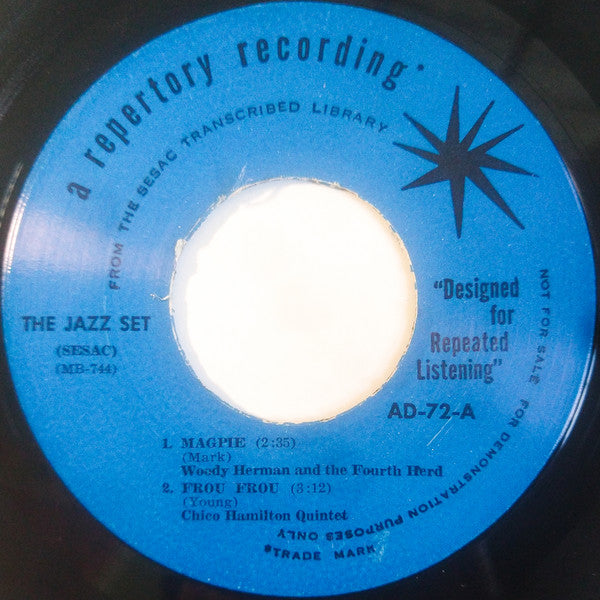 a repertory recording*
FROM THE SESAC TRANSCRIBED LIBRARY
THE JAZZ SET
(SESAC)
(MB-744)
"Designed
for
Repeated
Listening"
AD-72-A
NOT FOR SALE FOR DEMONSTRATION PURPOSES ONLY
1. MAGPIE (2:35)
(Mark)
Woody Herman and the Fourth Herd
2. FROU FROU (3:12)
(Young)
Chico Hamilton Quintet
*TRADE MARK